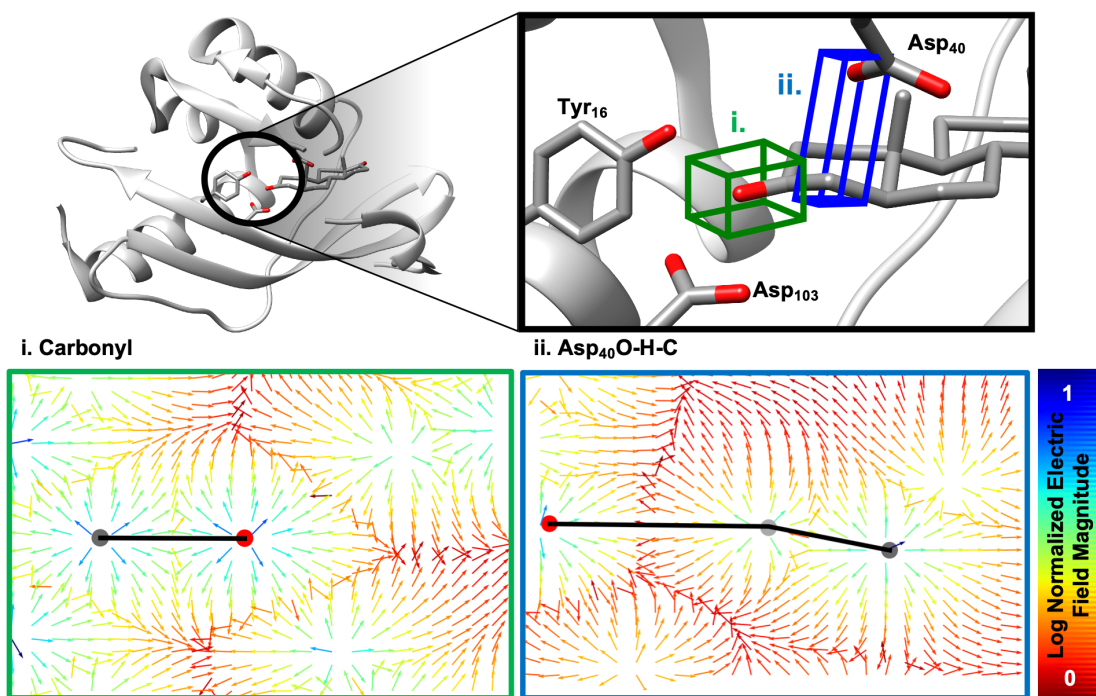 Asp40
ii.
Tyr16
i.
Asp103
i. Carbonyl
ii. Asp40O-H-C
1
Log Normalized Electric
Field Magnitude
0